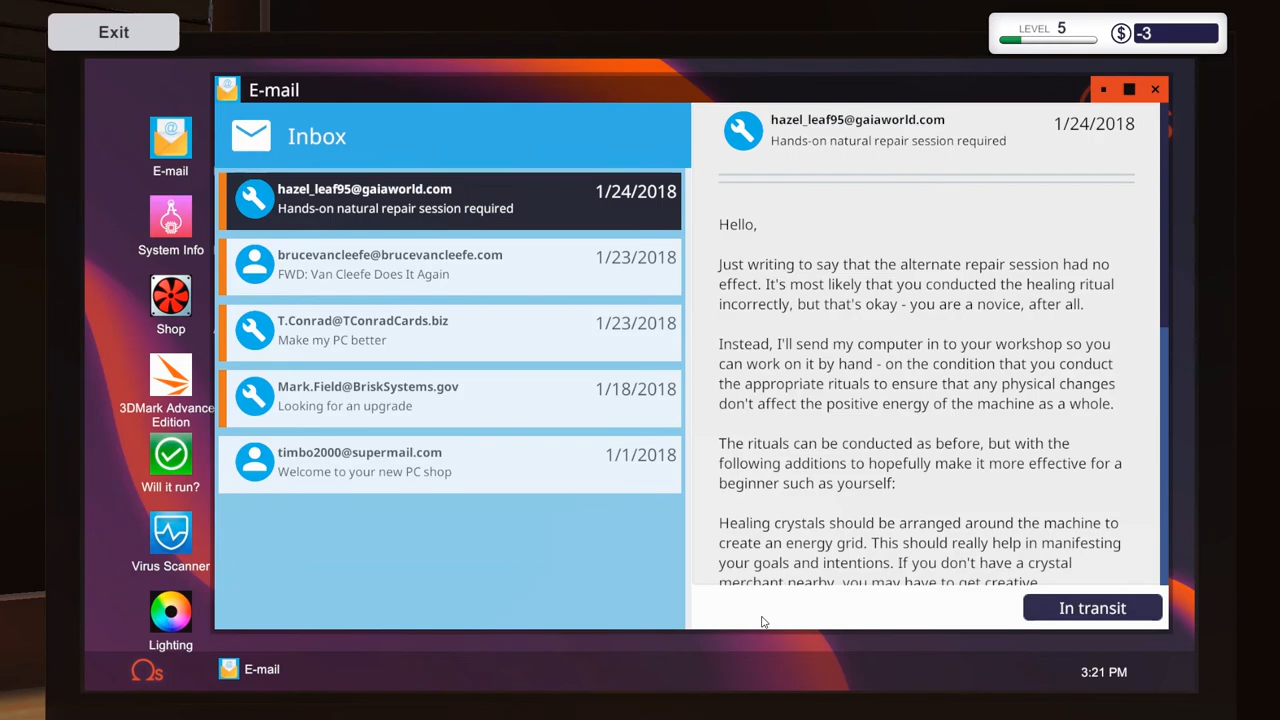 Exit
LEVEL 5
$ -3
E-mail
Inbox
hazel_leaf95@gaiaworld.com
1/24/2018
Hands-on natural repair session required
brucevancleefe@brucevancleefe.com
1/23/2018
FWD: Van Cleefe Does It Again
T.Conrad@TConradCards.biz
1/23/2018
Make my PC better
Mark.Field@BriskSystems.gov
1/18/2018
Looking for an upgrade
timbo2000@supermail.com
1/1/2018
Welcome to your new PC shop
hazel_leaf95@gaiaworld.com
1/24/2018
Hands-on natural repair session required
Hello,
Just writing to say that the alternate repair session had no
effect. It's most likely that you conducted the healing ritual
incorrectly, but that's okay - you are a novice, after all.
Instead, I'll send my computer in to your workshop so you
can work on it by hand - on the condition that you conduct
the appropriate rituals to ensure that any physical changes
don't affect the positive energy of the machine as a whole.
The rituals can be conducted as before, but with the
following additions to hopefully make it more effective for a
beginner such as yourself:
Healing crystals should be arranged around the machine to
create an energy grid. This should really help in manifesting
your goals and intentions. If you don't have a crystal
merchant nearby, you may have to get creative.
In transit
E-mail
System Info
Shop
3DMark Advance
Edition
Will it run?
Virus Scanner
Lighting
Ωs
E-mail
3:21 PM